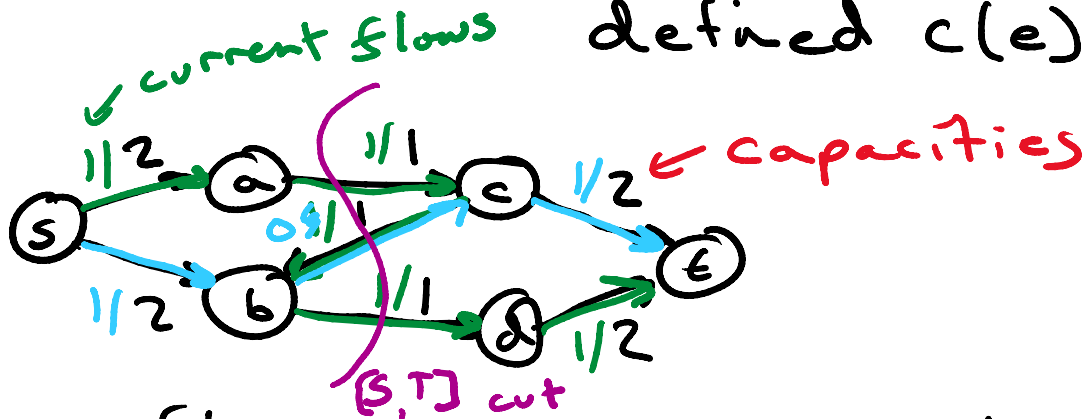 current flows
defined c(e)
1/2
a
1/1
c
1/2
capacities
s
0
1/1
t
1/2
b
1/1
d
1/2
[S,T] cut